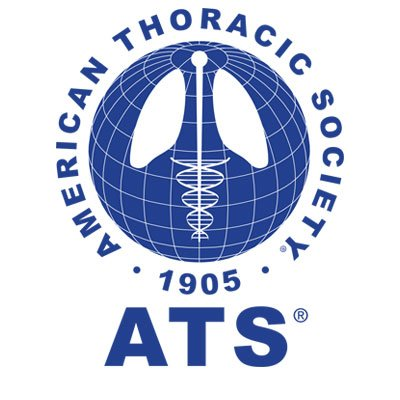 AMERICAN THORACIC SOCIETY®
· 1905 ·
ATS®